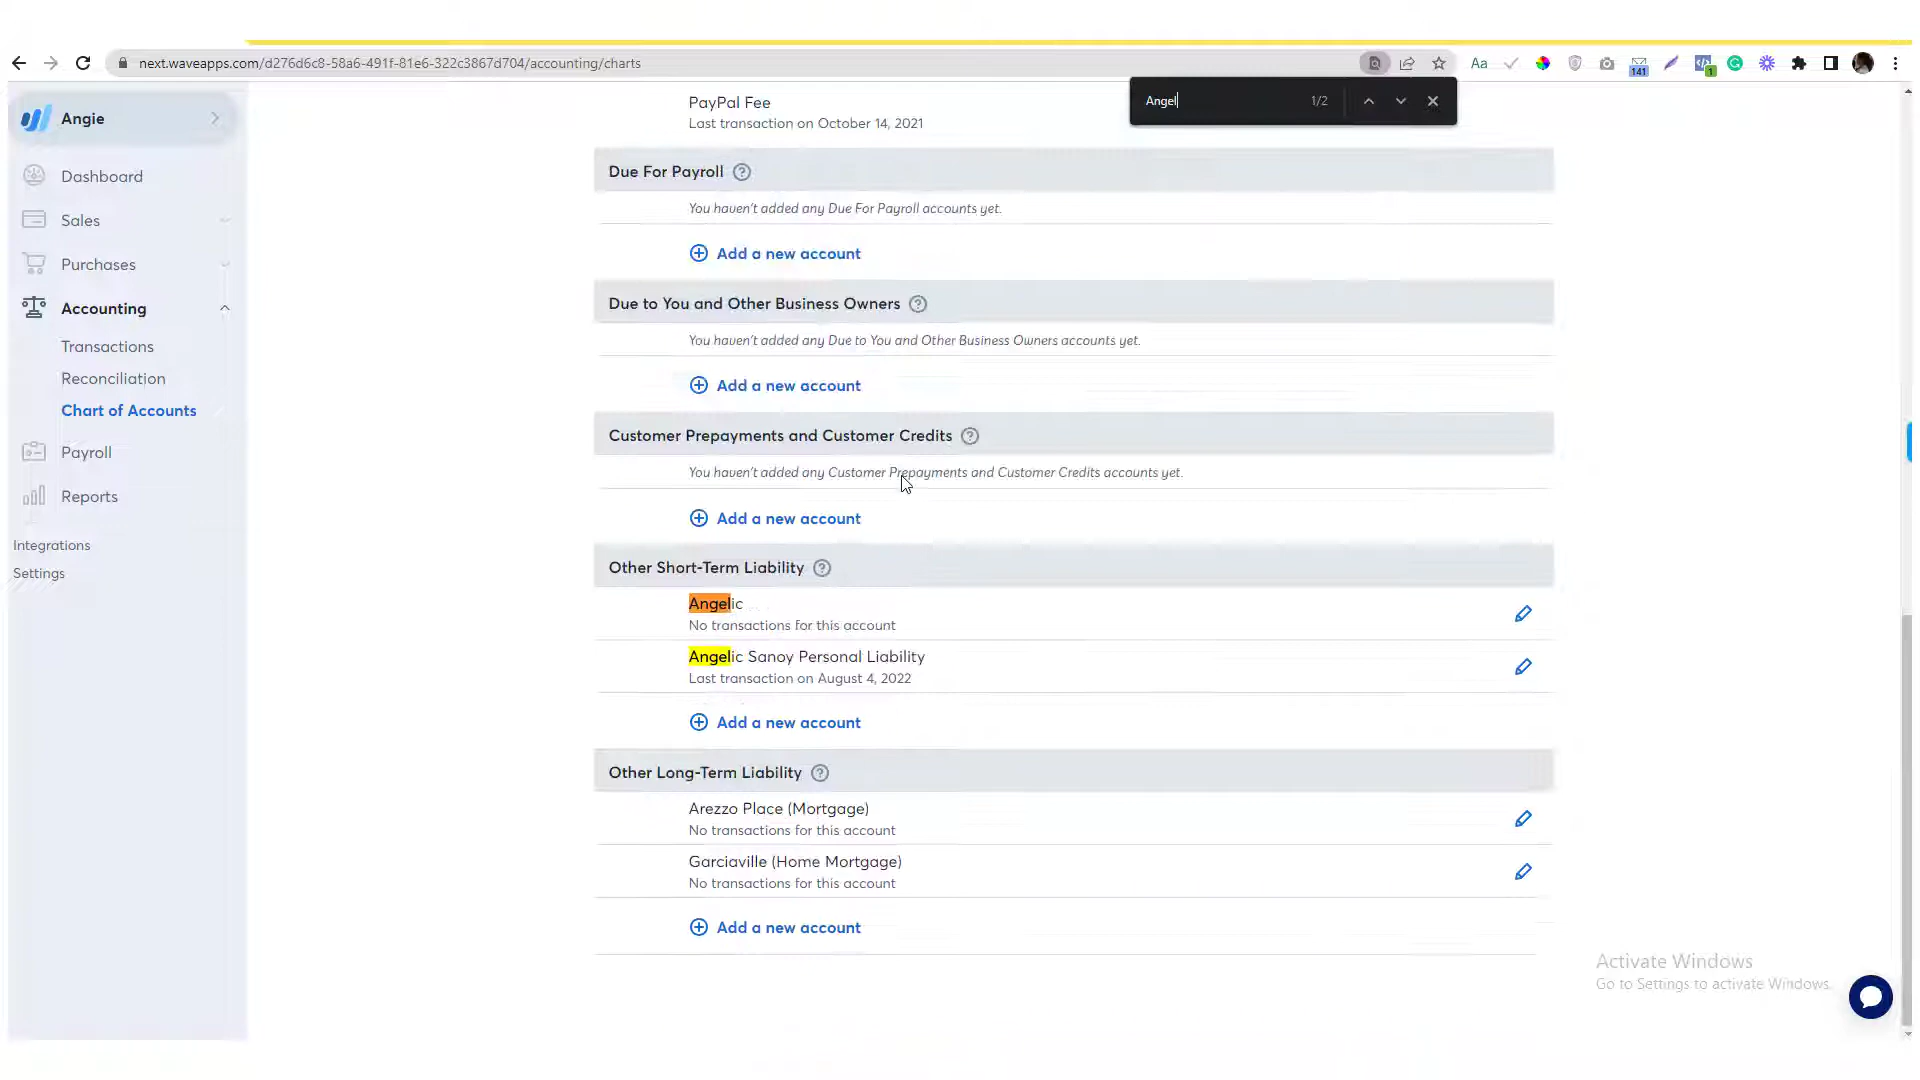 next.waveapps.com/d276d6c8-58a6-491f-81e6-322c3867d704/accounting/charts
Aa
141
1
Angel
1/2
Angie
Dashboard
Sales
Purchases
Accounting
Transactions
Reconciliation
Chart of Accounts
Payroll
Reports
Integrations
Settings
PayPal Fee
Last transaction on October 14, 2021
Due For Payroll ?
You haven't added any Due For Payroll accounts yet.
Add a new account
Due to You and Other Business Owners ?
You haven't added any Due to You and Other Business Owners accounts yet.
Add a new account
Customer Prepayments and Customer Credits ?
You haven't added any Customer Prepayments and Customer Credits accounts yet.
Add a new account
Other Short-Term Liability ?
Angelic
No transactions for this account
Angelic Sanoy Personal Liability
Last transaction on August 4, 2022
Add a new account
Other Long-Term Liability ?
Arezzo Place (Mortgage)
No transactions for this account
Garciaville (Home Mortgage)
No transactions for this account
Add a new account
Activate Windows
Go to Settings to activate Windows.